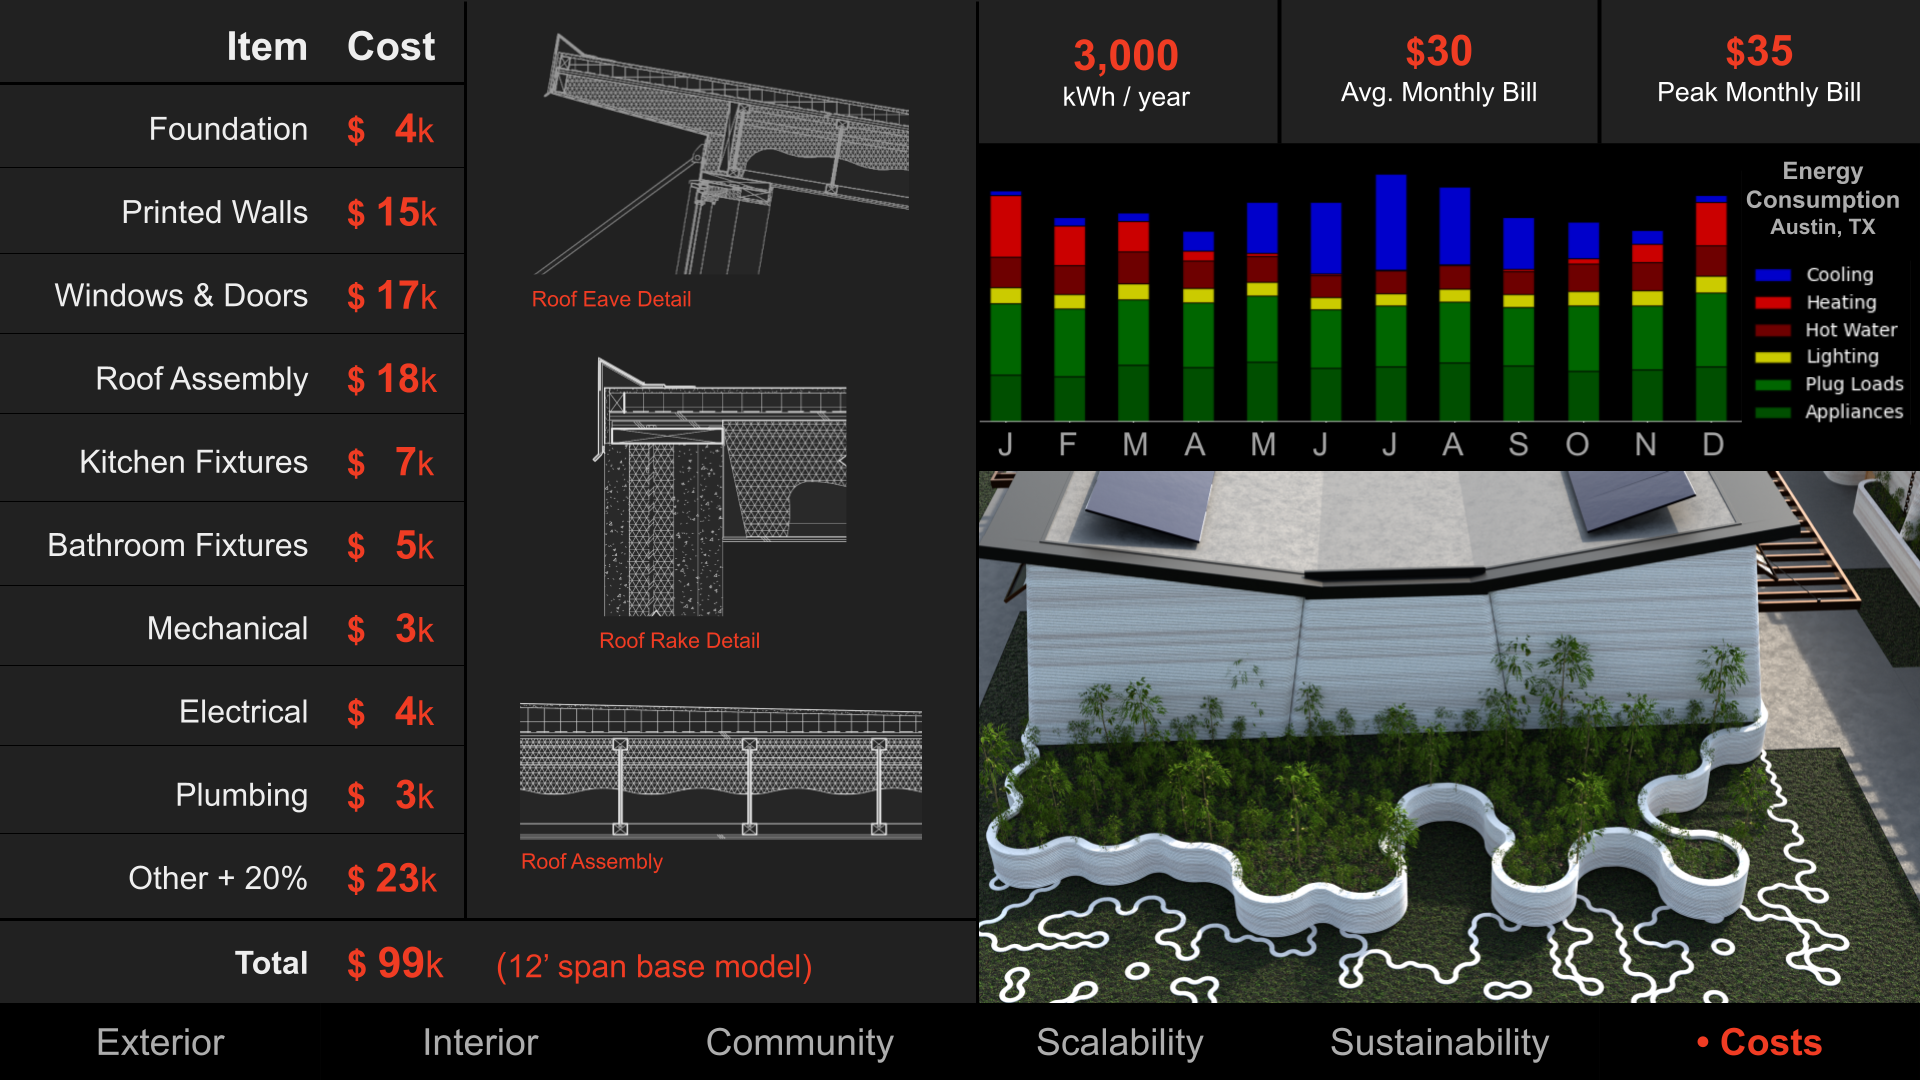 Item Cost
Foundation $ 4k
Printed Walls $ 15k
Windows & Doors $ 17k
Roof Assembly $ 18k
Kitchen Fixtures $ 7k
Bathroom Fixtures $ 5k
Mechanical $ 3k
Electrical $ 4k
Plumbing $ 3k
Other + 20% $ 23k
Total $ 99k (12’ span base model)
Roof Eave Detail
Roof Rake Detail
Roof Assembly
3,000
kWh / year
$30
Avg. Monthly Bill
$35
Peak Monthly Bill
Energy
Consumption
Austin, TX
Cooling
Heating
Hot Water
Lighting
Plug Loads
Appliances
J F M A M J J A S O N D
Exterior Interior Community Scalability Sustainability • Costs